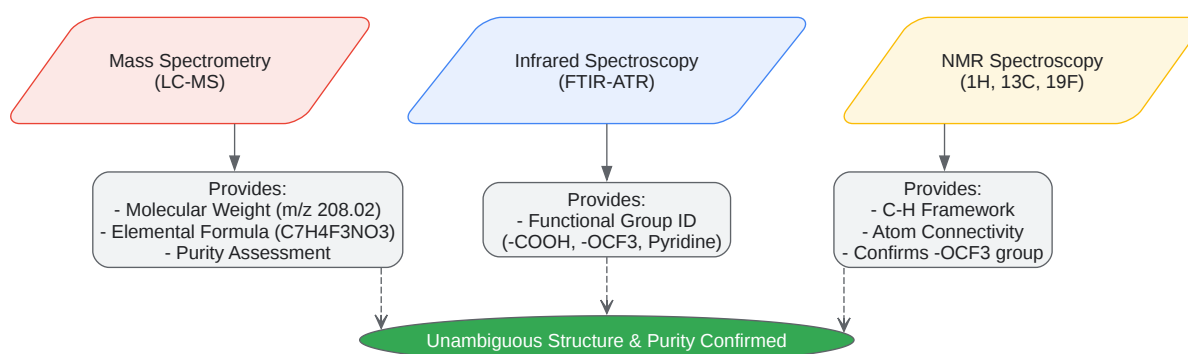 Mass Spectrometry
(LC-MS)
Infrared Spectroscopy
(FTIR-ATR)
NMR Spectroscopy
(1H, 13C, 19F)
Provides:
- Molecular Weight (m/z 208.02)
- Elemental Formula (C7H4F3NO3)
- Purity Assessment
Provides:
- Functional Group ID
(-COOH, -OCF3, Pyridine)
Provides:
- C-H Framework
- Atom Connectivity
- Confirms -OCF3 group
Unambiguous Structure & Purity Confirmed